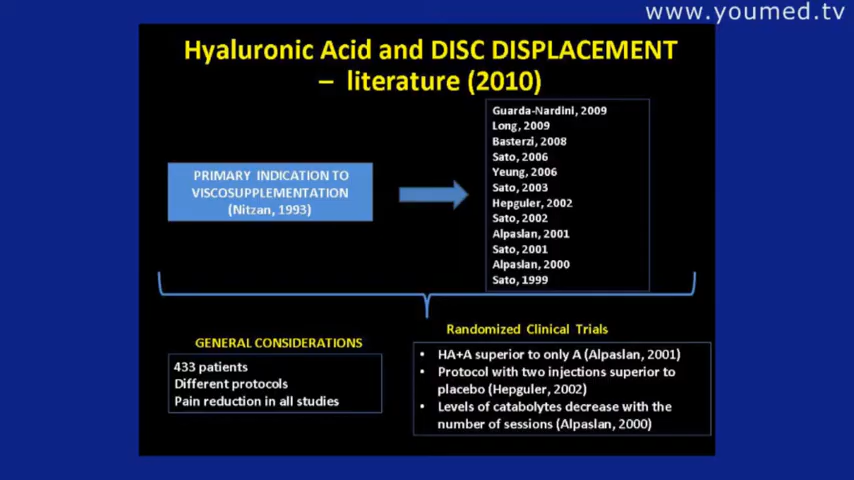 www.youmed.tv
Hyaluronic Acid and DISC DISPLACEMENT
– literature (2010)
PRIMARY INDICATION TO
VISCOSUPPLEMENTATION
(Nitzan, 1993)
Guarda-Nardini, 2009
Long, 2009
Basterzi, 2008
Sato, 2006
Yeung, 2006
Sato, 2003
Hepguler, 2002
Sato, 2002
Alpaslan, 2001
Sato, 2001
Alpaslan, 2000
Sato, 1999
GENERAL CONSIDERATIONS
433 patients
Different protocols
Pain reduction in all studies
Randomized Clinical Trials
• HA+A superior to only A (Alpaslan, 2001)
• Protocol with two injections superior to
placebo (Hepguler, 2002)
• Levels of catabolytes decrease with the
number of sessions (Alpaslan, 2000)